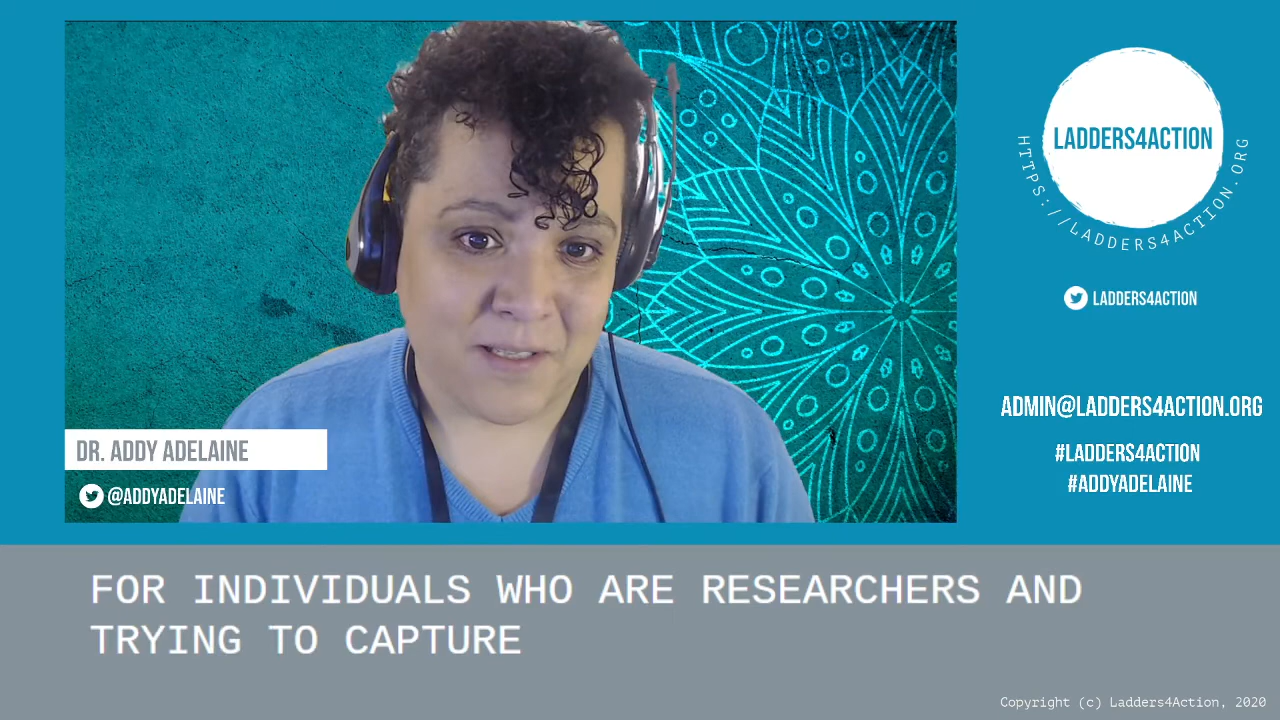 LADDERS4ACTION
HTTPS://LADDERS4ACTION.ORG
LADDERS4ACTION
ADMIN@LADDERS4ACTION.ORG
#LADDERS4ACTION
#ADDYADELAINE
DR. ADDY ADELAINE
@ADDYADELAINE
FOR INDIVIDUALS WHO ARE RESEARCHERS AND
TRYING TO CAPTURE
Copyright (c) Ladders4Action, 2020